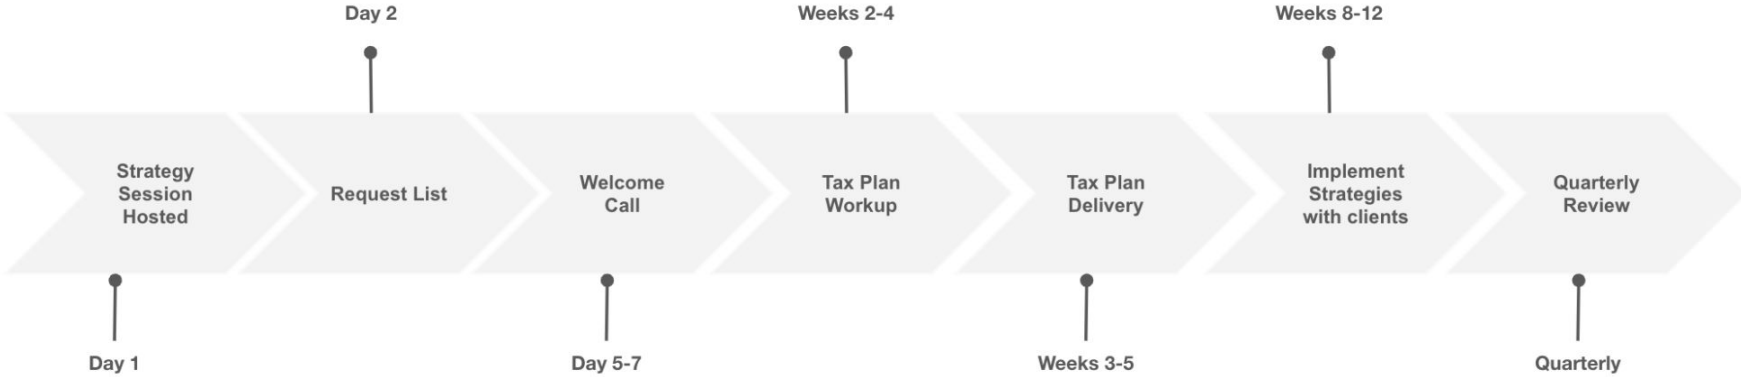 Day 2
Weeks 2-4
Weeks 8-12
Strategy
Session
Hosted
Request List
Welcome
Call
Tax Plan
Workup
Tax Plan
Delivery
Implement
Strategies
with clients
Quarterly
Review
Day 1
Day 5-7
Weeks 3-5
Quarterly